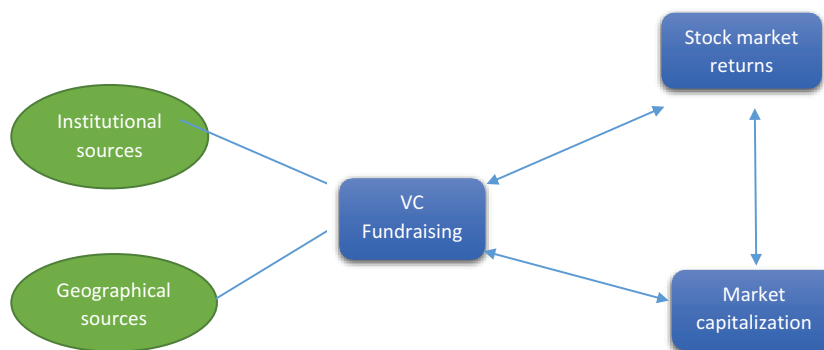 Stock market
returns
Institutional
sources
VC
Fundraising
Geographical
sources
Market
capitalization